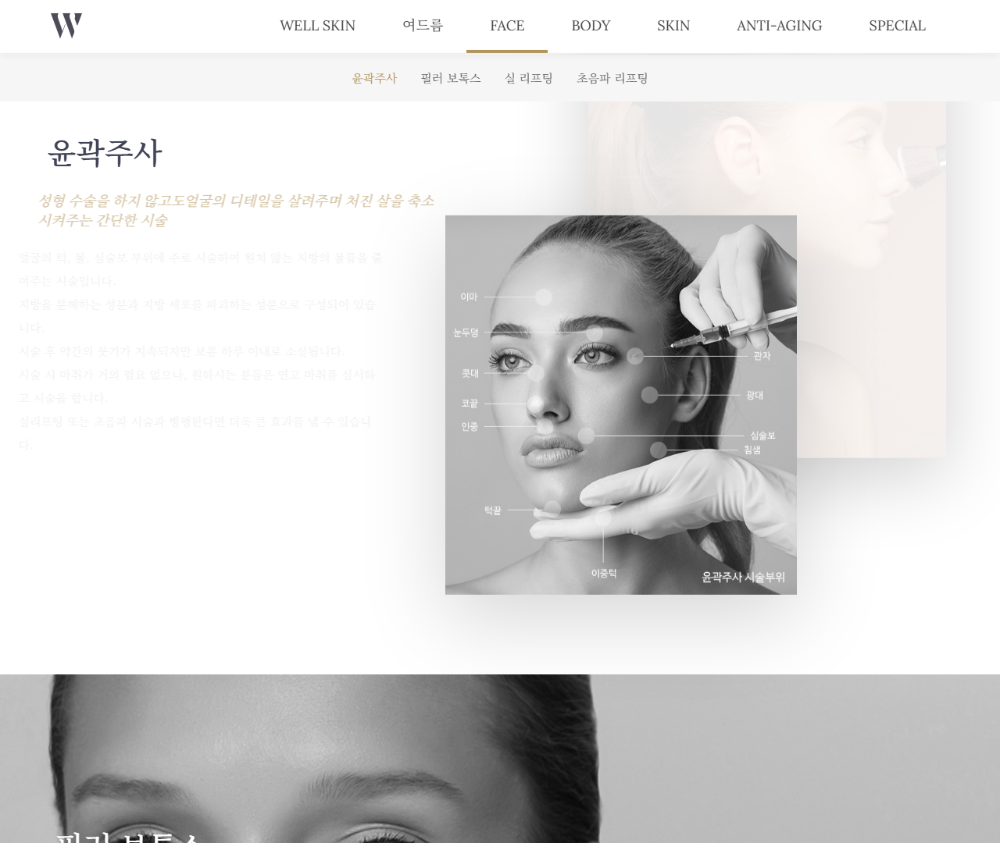 W
WELL SKIN 여드름 FACE BODY SKIN ANTI-AGING SPECIAL
윤곽주사 필러 보톡스 실 리프팅 초음파 리프팅
윤곽주사
성형 수술을 하지 않고도얼굴의 디테일을 살려주며 처진 살을 축소
시켜주는 간단한 시술
얼굴의 턱, 볼, 심술보 부위에 주로 시술하여 원치 않는 지방의 볼륨을 줄
여주는 시술입니다.
지방을 분해하는 성분과 지방 세포를 파괴하는 성분으로 구성되어 있습
니다.
시술 후 약간의 붓기가 지속되지만 보통 하루 이내로 소실됩니다.
시술 시 마취가 거의 필요 없으나, 원하시는 분들은 연고 마취를 실시하
고 시술을 합니다.
실리프팅 또는 초음파 시술과 병행한다면 더욱 큰 효과를 낼 수 있습니
다.
이마
눈두덩
관자
콧대
광대
코끝
인중
심술보
침샘
턱끝
이중턱
윤곽주사 시술부위
필러 보톡스